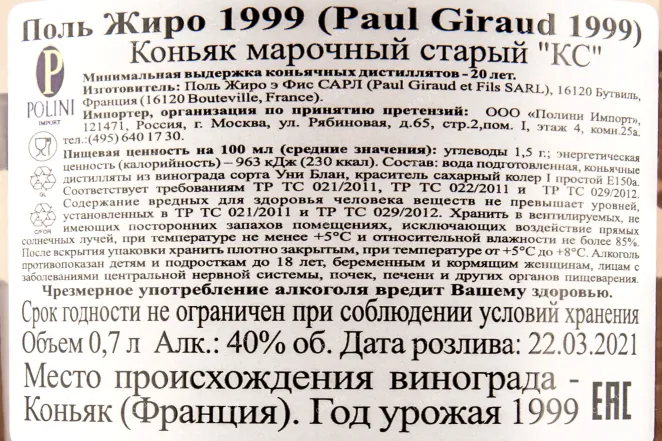 Поль Жиро 1999 (Paul Giraud 1999)
Коньяк марочный старый "КС"
Минимальная выдержка коньячных дистиллятов - 20 лет.
Изготовитель: Поль Жиро э Фис САРЛ (Paul Giraud et Fils SARL), 16120 Бутвиль,
Франция (16120 Bouteville, France).
Импортер, организация по принятию претензий: ООО «Полини Импорт»,
121471, Россия, г. Москва, ул. Рябиновая, д.65, стр.2,пом. I, этаж 4, комн.25а.
тел.:(495) 640 17 30.
P
POLINI
IMPORT
Пищевая ценность на 100 мл (средние значения): углеводы 1,5 г.; энергетическая
ценность (калорийность) – 963 кДж (230 ккал). Состав: вода подготовленная, коньячные
дистилляты из винограда сорта Уни Блан, краситель сахарный колер I простой Е150а.
Соответствует требованиям ТР ТС 021/2011, ТР ТС 022/2011 и ТР ТС 029/2012.
Содержание вредных для здоровья человека веществ не превышает уровней,
установленных в ТР ТС 021/2011 и ТР ТС 029/2012. Хранить в вентилируемых, не
имеющих посторонних запахов помещениях, исключающих воздействие прямых
солнечных лучей, при температуре не менее +5°С и относительной влажности не более 85%.
После вскрытия упаковки хранить плотно закрытым, при температуре от +5°С до +8°С. Алкоголь
противопоказан детям и подросткам до 18 лет, беременным и кормящим женщинам, лицам с
заболеваниями центральной нервной системы, почек, печени и других органов пищеварения.
GL
C/FOR
Чрезмерное употребление алкоголя вредит Вашему здоровью.
Срок годности не ограничен при соблюдении условий хранения
Объем 0,7 л Алк.: 40% об. Дата розлива: 22.03.2021
Место происхождения винограда -
Коньяк (Франция). Год урожая 1999
EAC